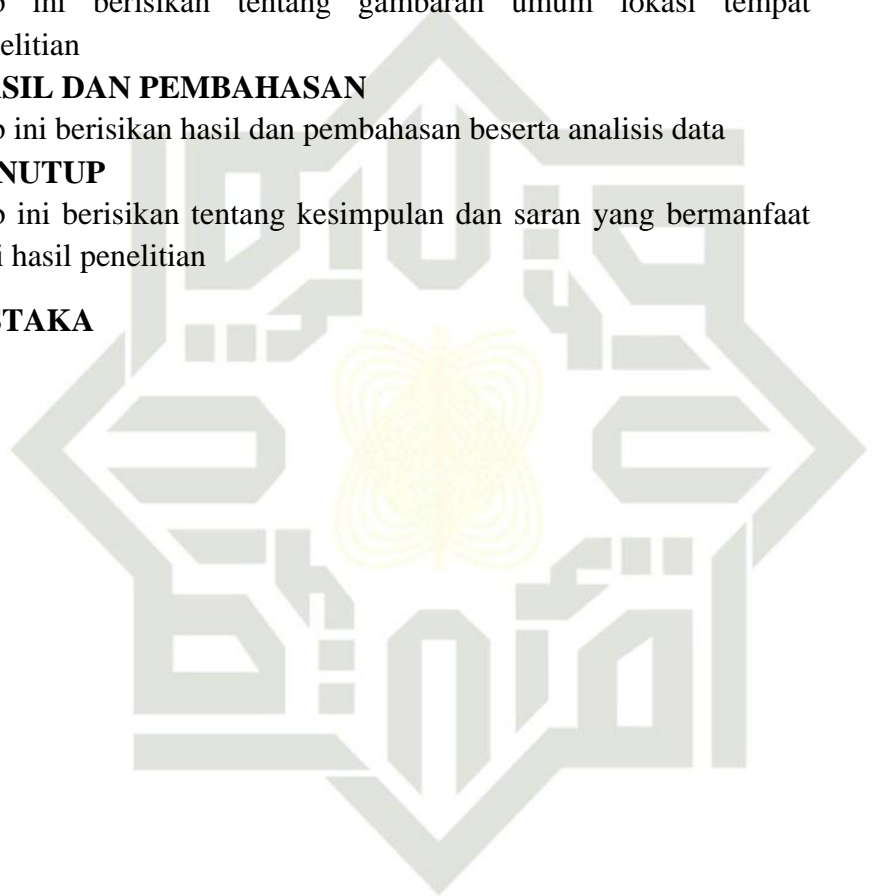 ini berisikan tentang gambaran umum lokasi tempat
elitian
SIL DAN PEMBAHASAN
ini berisikan hasil dan pembahasan beserta analisis data
NUTUP
ini berisikan tentang kesimpulan dan saran yang bermanfaat
i hasil penelitian
STAKA